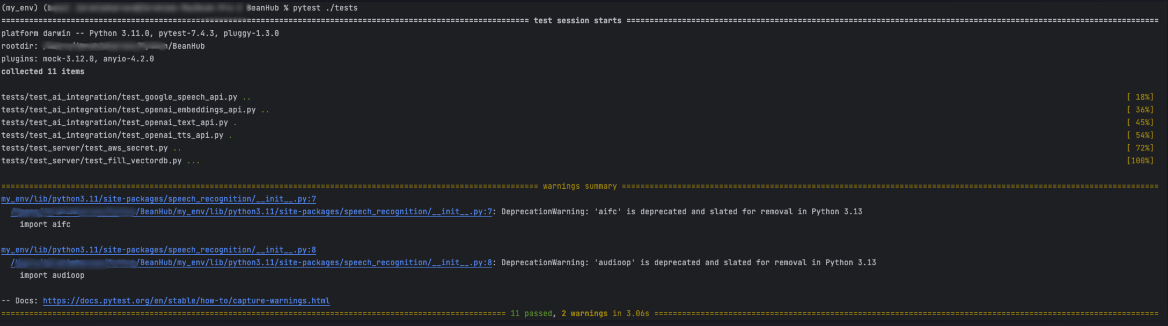 (my_env) ( BeanHub % pytest ./tests
======================================== test session starts ========================================
platform darwin -- Python 3.11.0, pytest-7.4.3, pluggy-1.3.0
rootdir: /BeanHub
plugins: mock-3.12.0, anyio-4.2.0
collected 11 items
tests/test_ai_integration/test_google_speech_api.py .. [ 18%]
tests/test_ai_integration/test_openai_embeddings_api.py .. [ 36%]
tests/test_ai_integration/test_openai_text_api.py . [ 45%]
tests/test_ai_integration/test_openai_tts_api.py . [ 54%]
tests/test_server/test_aws_secret.py .. [ 72%]
tests/test_server/test_fill_vectordb.py ... [100%]
======================================== warnings summary ========================================
my_env/lib/python3.11/site-packages/speech_recognition/__init__.py:7
/BeanHub/my_env/lib/python3.11/site-packages/speech_recognition/__init__.py:7: DeprecationWarning: 'aifc' is deprecated and slated for removal in Python 3.13
import aifc
my_env/lib/python3.11/site-packages/speech_recognition/__init__.py:8
/BeanHub/my_env/lib/python3.11/site-packages/speech_recognition/__init__.py:8: DeprecationWarning: 'audioop' is deprecated and slated for removal in Python 3.13
import audioop
-- Docs: https://docs.pytest.org/en/stable/how-to/capture-warnings.html
======================================== 11 passed, 2 warnings in 3.06s ========================================